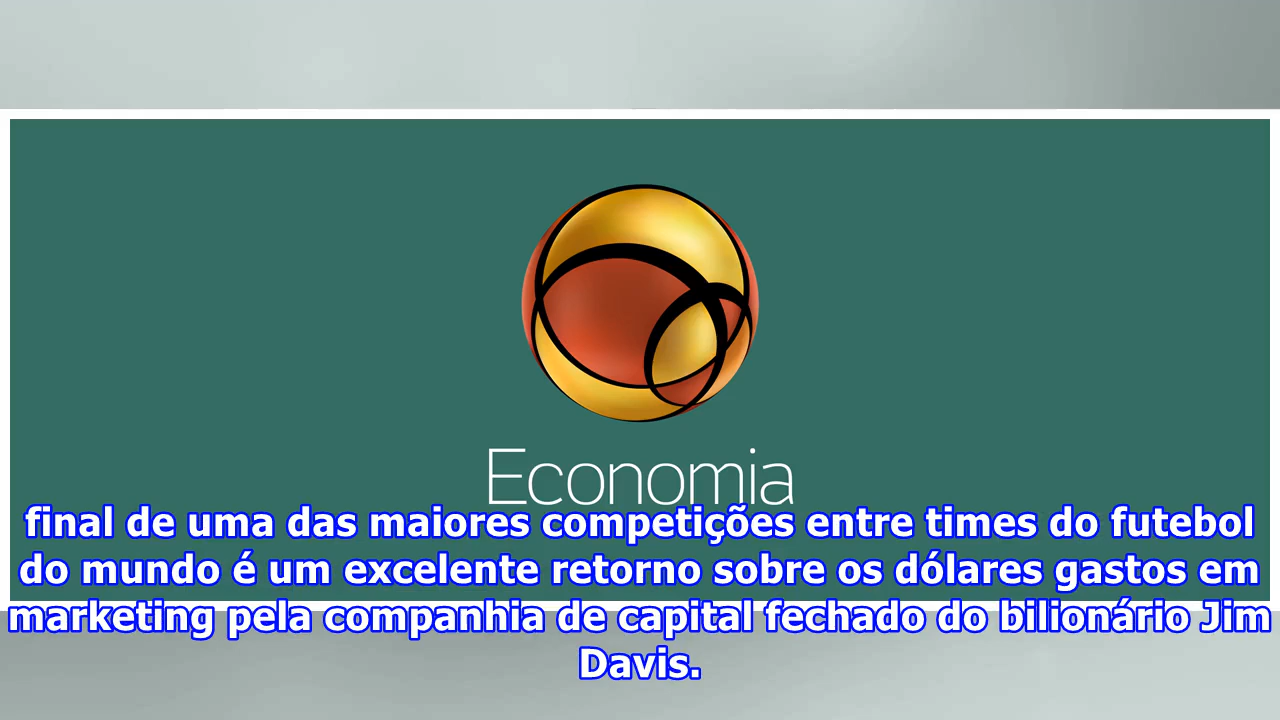 Economia
final de uma das maiores competições entre times do futebol
do mundo é um excelente retorno sobre os dólares gastos em
marketing pela companhia de capital fechado do bilionário Jim
Davis.